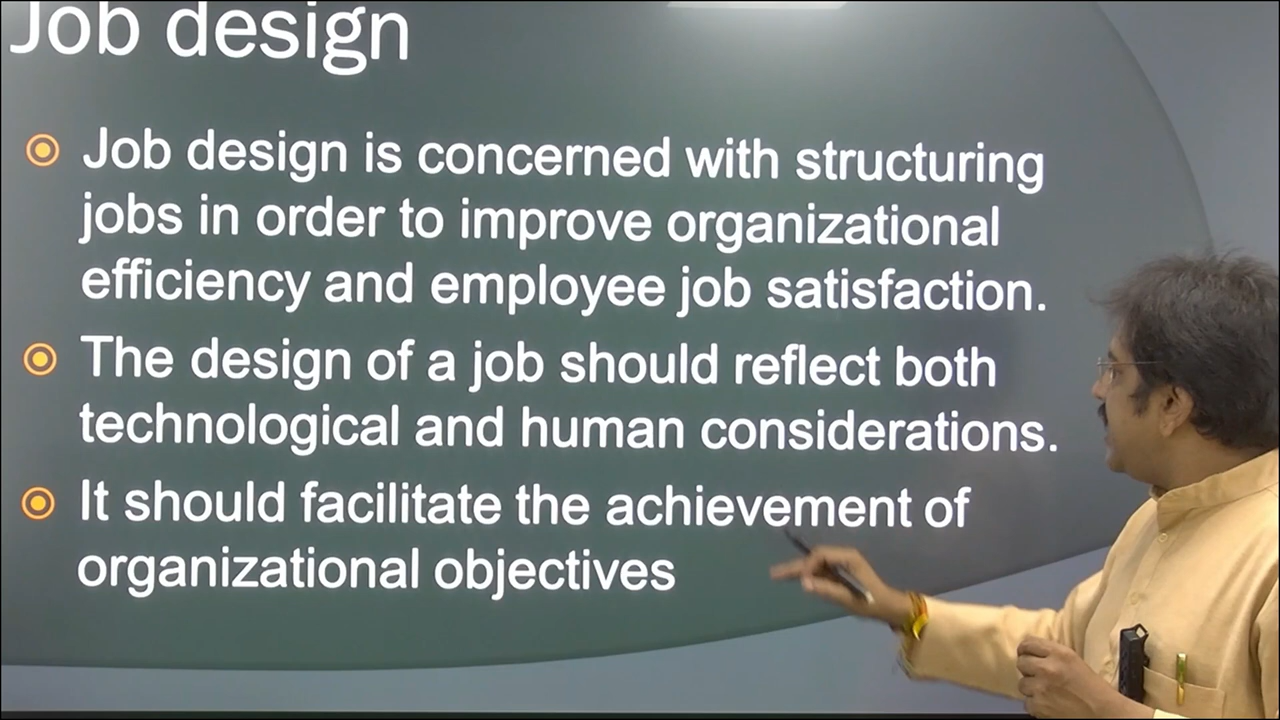 Job design
Job design is concerned with structuring
jobs in order to improve organizational
efficiency and employee job satisfaction.
The design of a job should reflect both
technological and human considerations.
It should facilitate the achievement of
organizational objectives